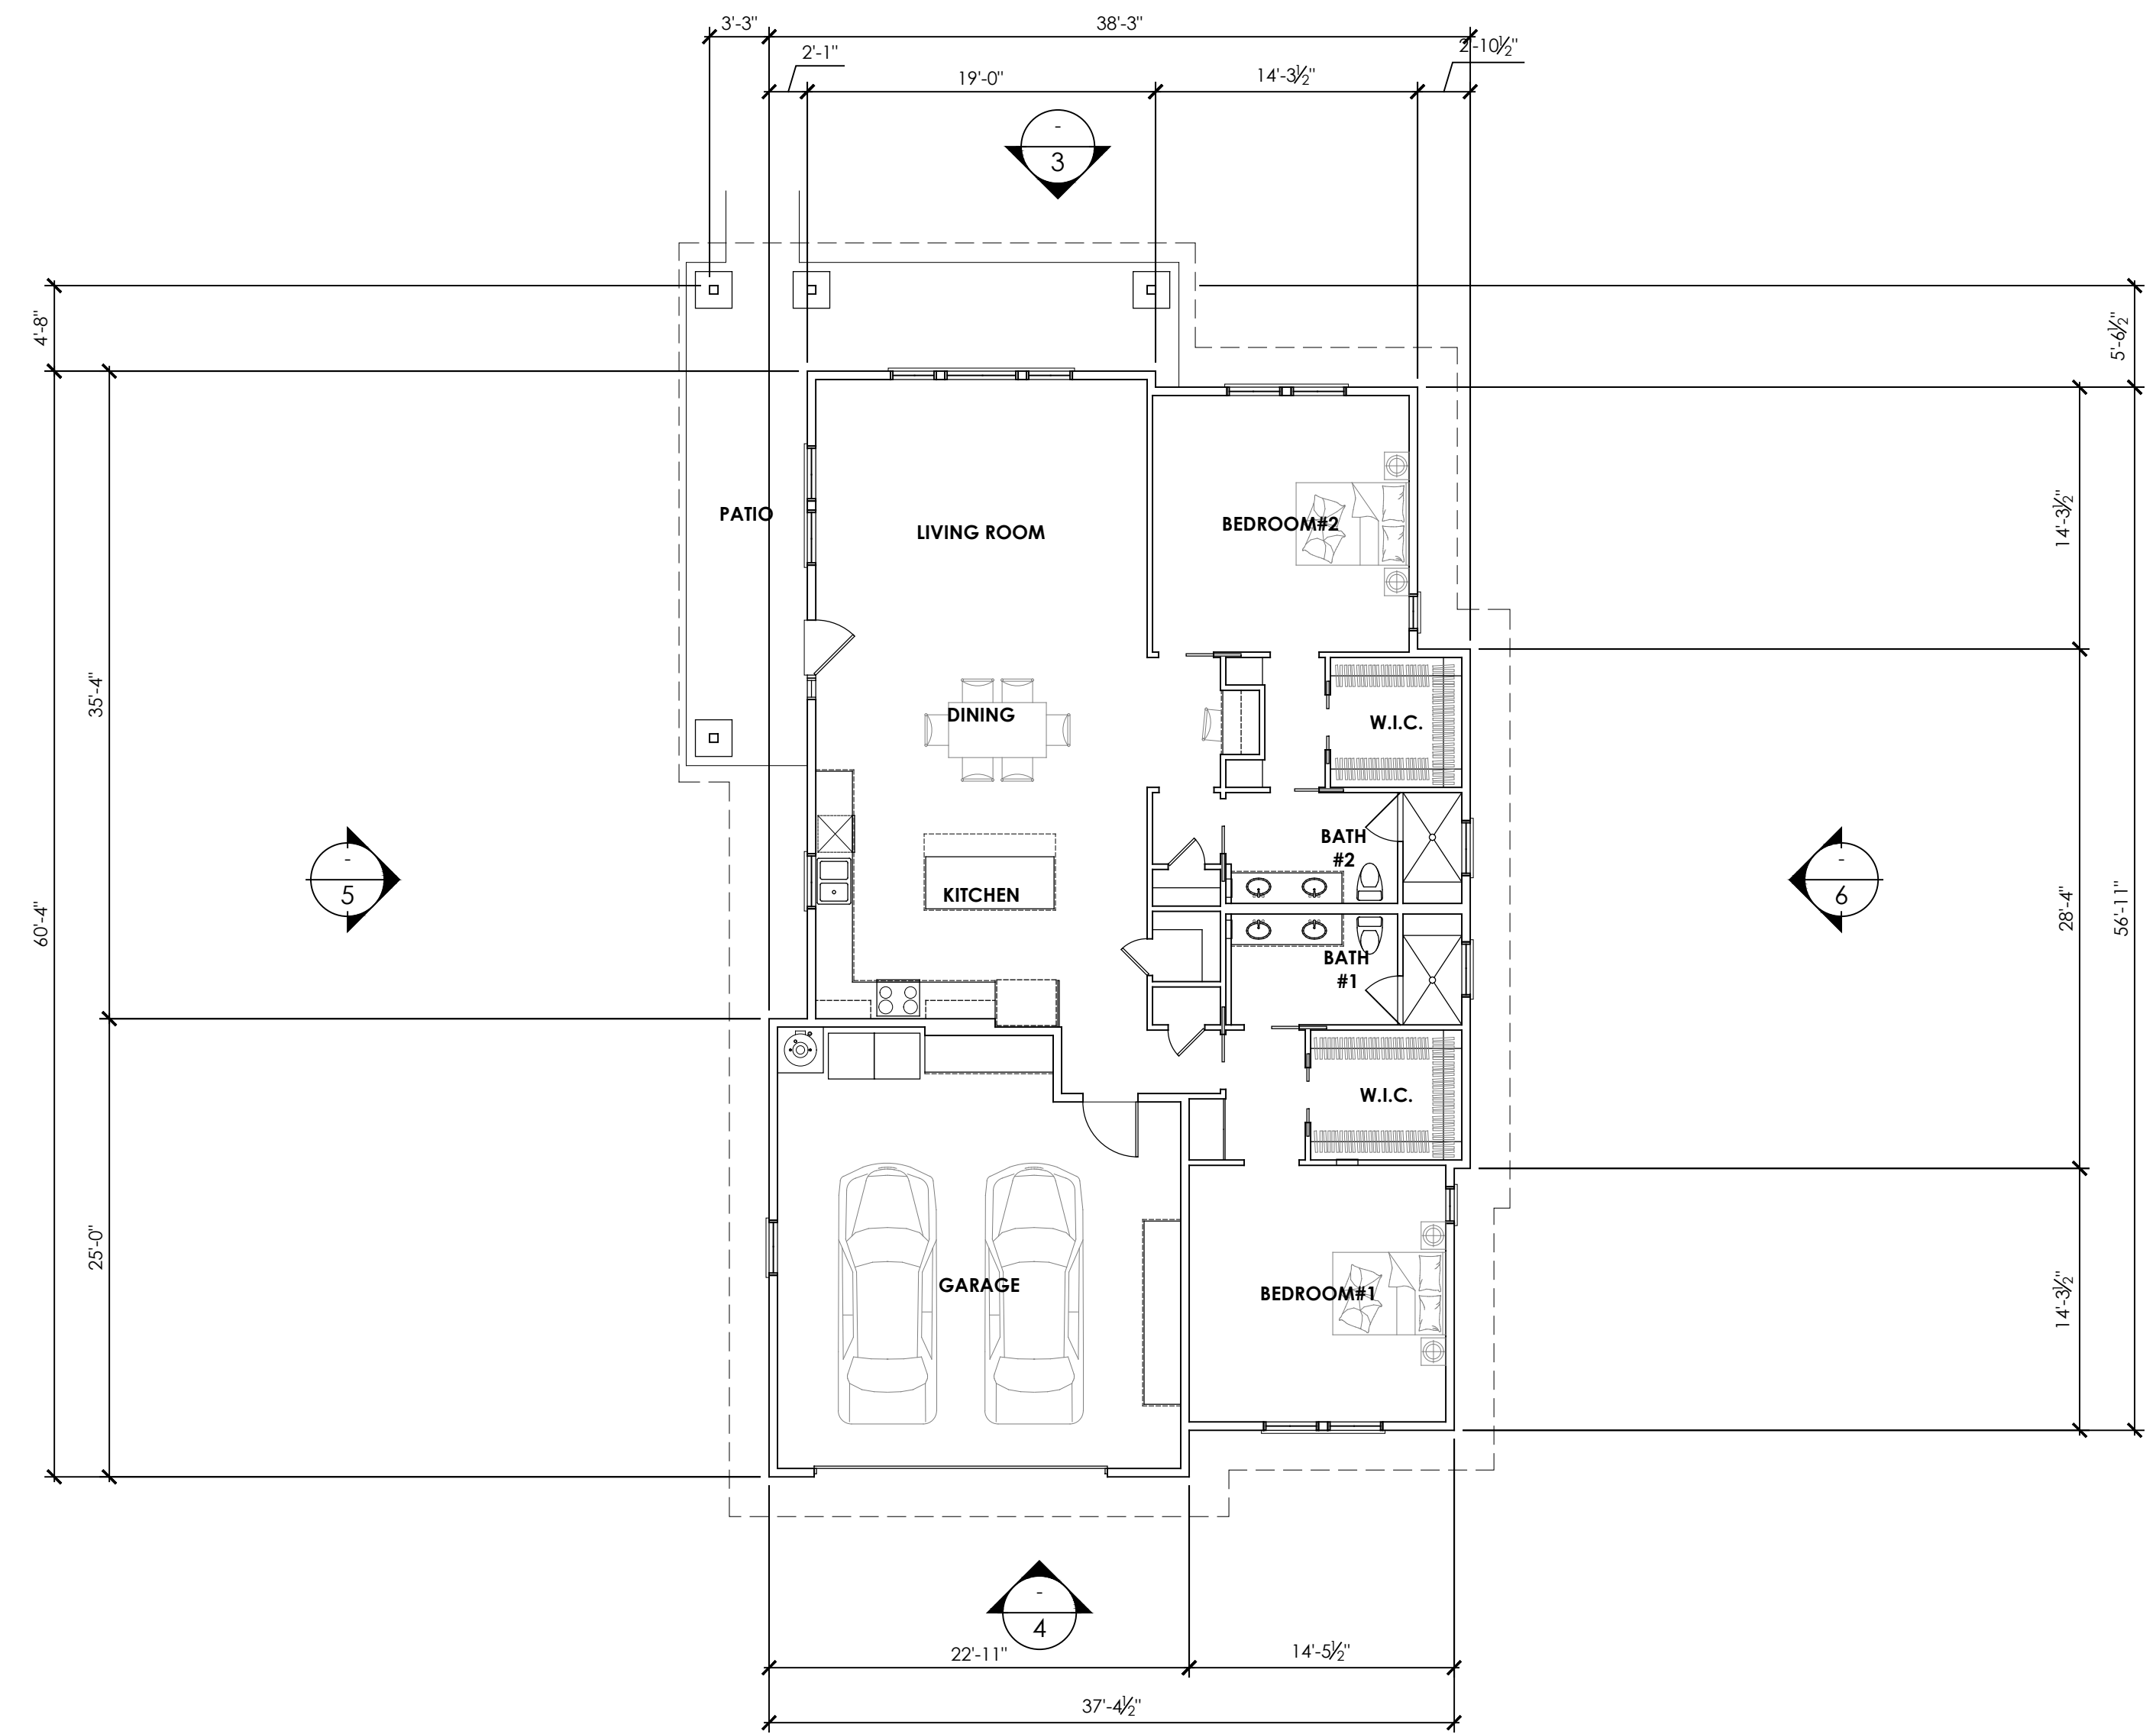 3'-3"
38'-3"
2'-1"
2'-10½"
19'-0"
14'-3½"
-
3
4'-8"
5'-6½"
PATIO
LIVING ROOM
BEDROOM#2
14'-3½"
35'-4"
DINING
W.I.C.
BATH
#2
-
5
KITCHEN
-
6
60'-4"
28'-4"
56'-11"
BATH
#1
W.I.C.
25'-0"
GARAGE
BEDROOM#1
14'-3½"
-
4
22'-11"
14'-5½"
37'-4½"